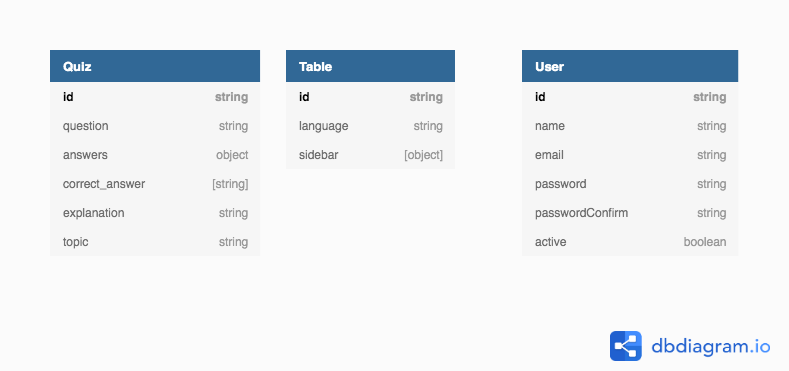 Quiz
id string
question string
answers object
correct_answer [string]
explanation string
topic string
Table
id string
language string
sidebar [object]
User
id string
name string
email string
password string
passwordConfirm string
active boolean
dbdiagram.io